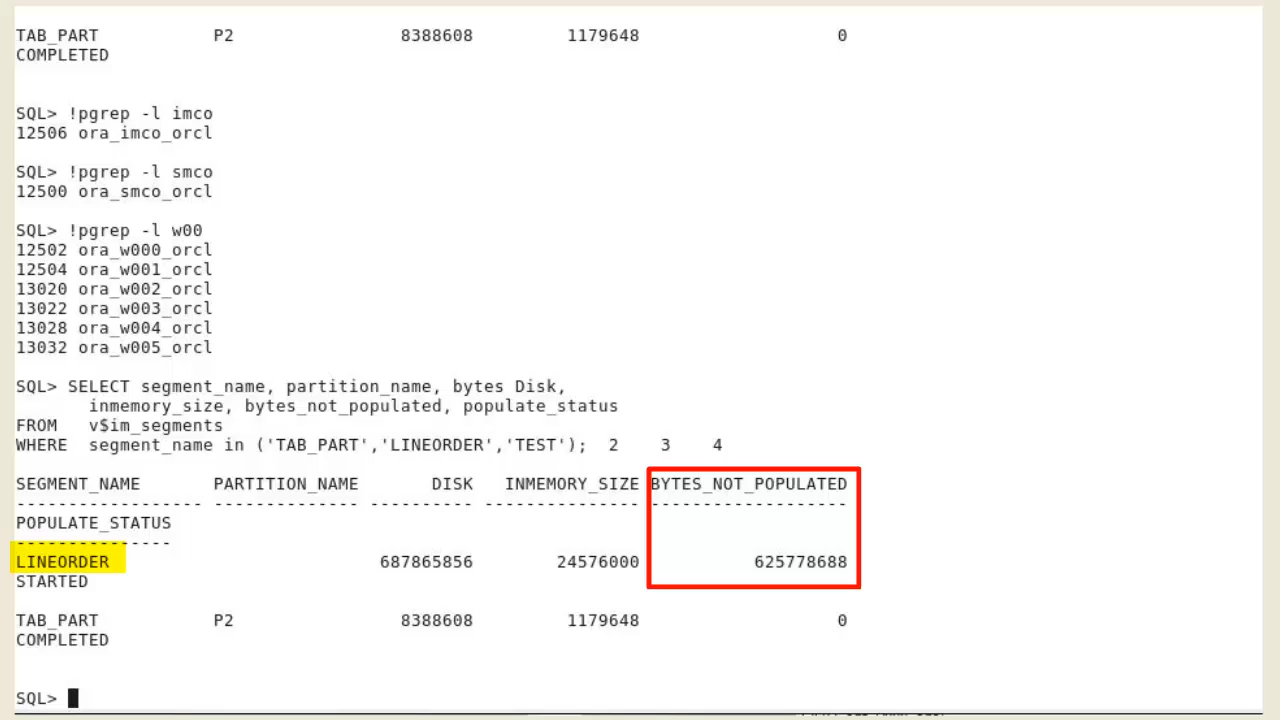 TAB_PART P2 8388608 1179648 0
COMPLETED
SQL> !pgrep -l imco
12506 ora_imco_orcl
SQL> !pgrep -l smco
12500 ora_smco_orcl
SQL> !pgrep -l w00
12502 ora_w000_orcl
12504 ora_w001_orcl
13020 ora_w002_orcl
13022 ora_w003_orcl
13028 ora_w004_orcl
13032 ora_w005_orcl
SQL> SELECT segment_name, partition_name, bytes Disk,
inmemory_size, bytes_not_populated, populate_status
FROM v$im_segments
WHERE segment_name in ('TAB_PART','LINEORDER','TEST'); 2 3 4
SEGMENT_NAME PARTITION_NAME DISK INMEMORY_SIZE BYTES_NOT_POPULATED
------------------ -------------- ---------- --------------- -------------------
POPULATE_STATUS
---------------
LINEORDER 687865856 24576000 625778688
STARTED
TAB_PART P2 8388608 1179648 0
COMPLETED
SQL>